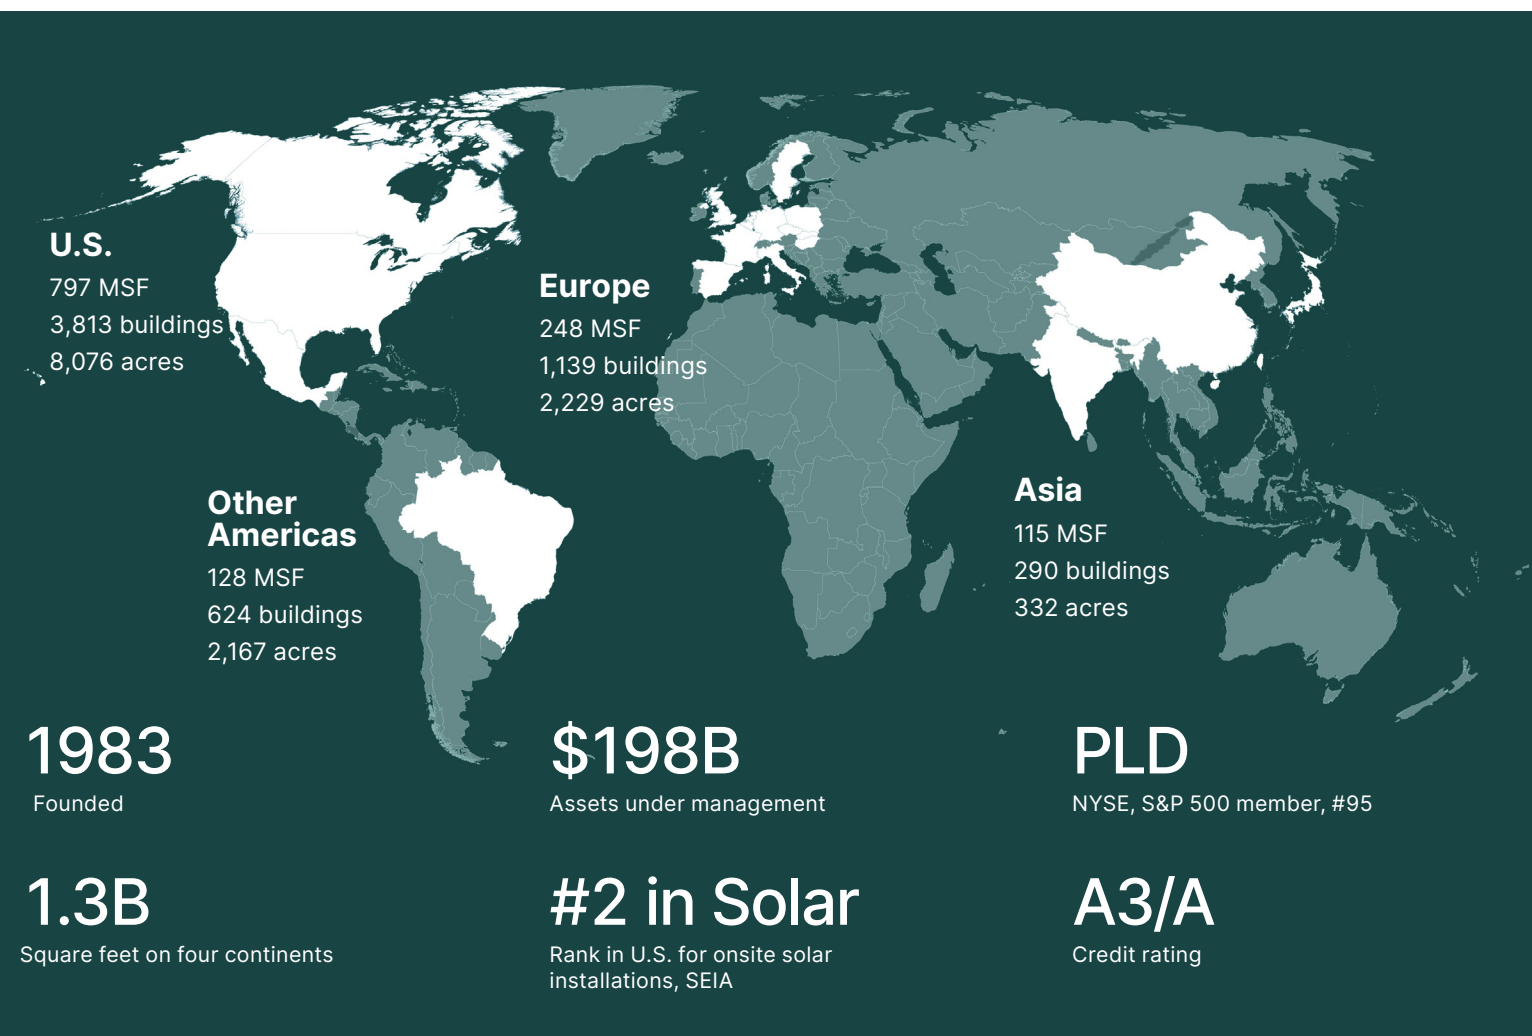 U.S.
797 MSF
3,813 buildings
8,076 acres
Europe
248 MSF
1,139 buildings
2,229 acres
Other
Americas
128 MSF
624 buildings
2,167 acres
Asia
115 MSF
290 buildings
332 acres
1983
Founded
$198B
Assets under management
PLD
NYSE, S&P 500 member, #95
1.3B
Square feet on four continents
#2 in Solar
Rank in U.S. for onsite solar
installations, SEIA
A3/A
Credit rating